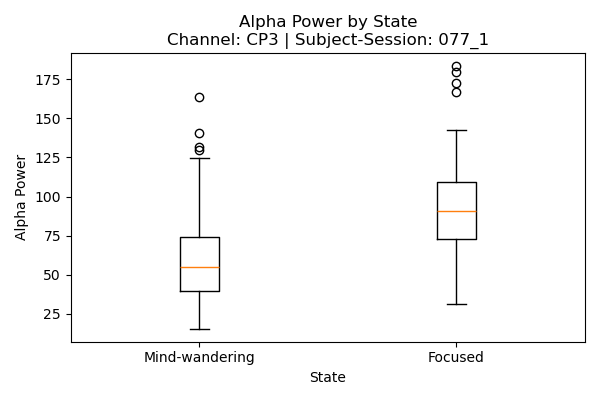 Alpha Power by State
Channel: CP3 | Subject-Session: 077_1
Alpha Power
175
150
125
100
75
50
25
Mind-wandering
Focused
State